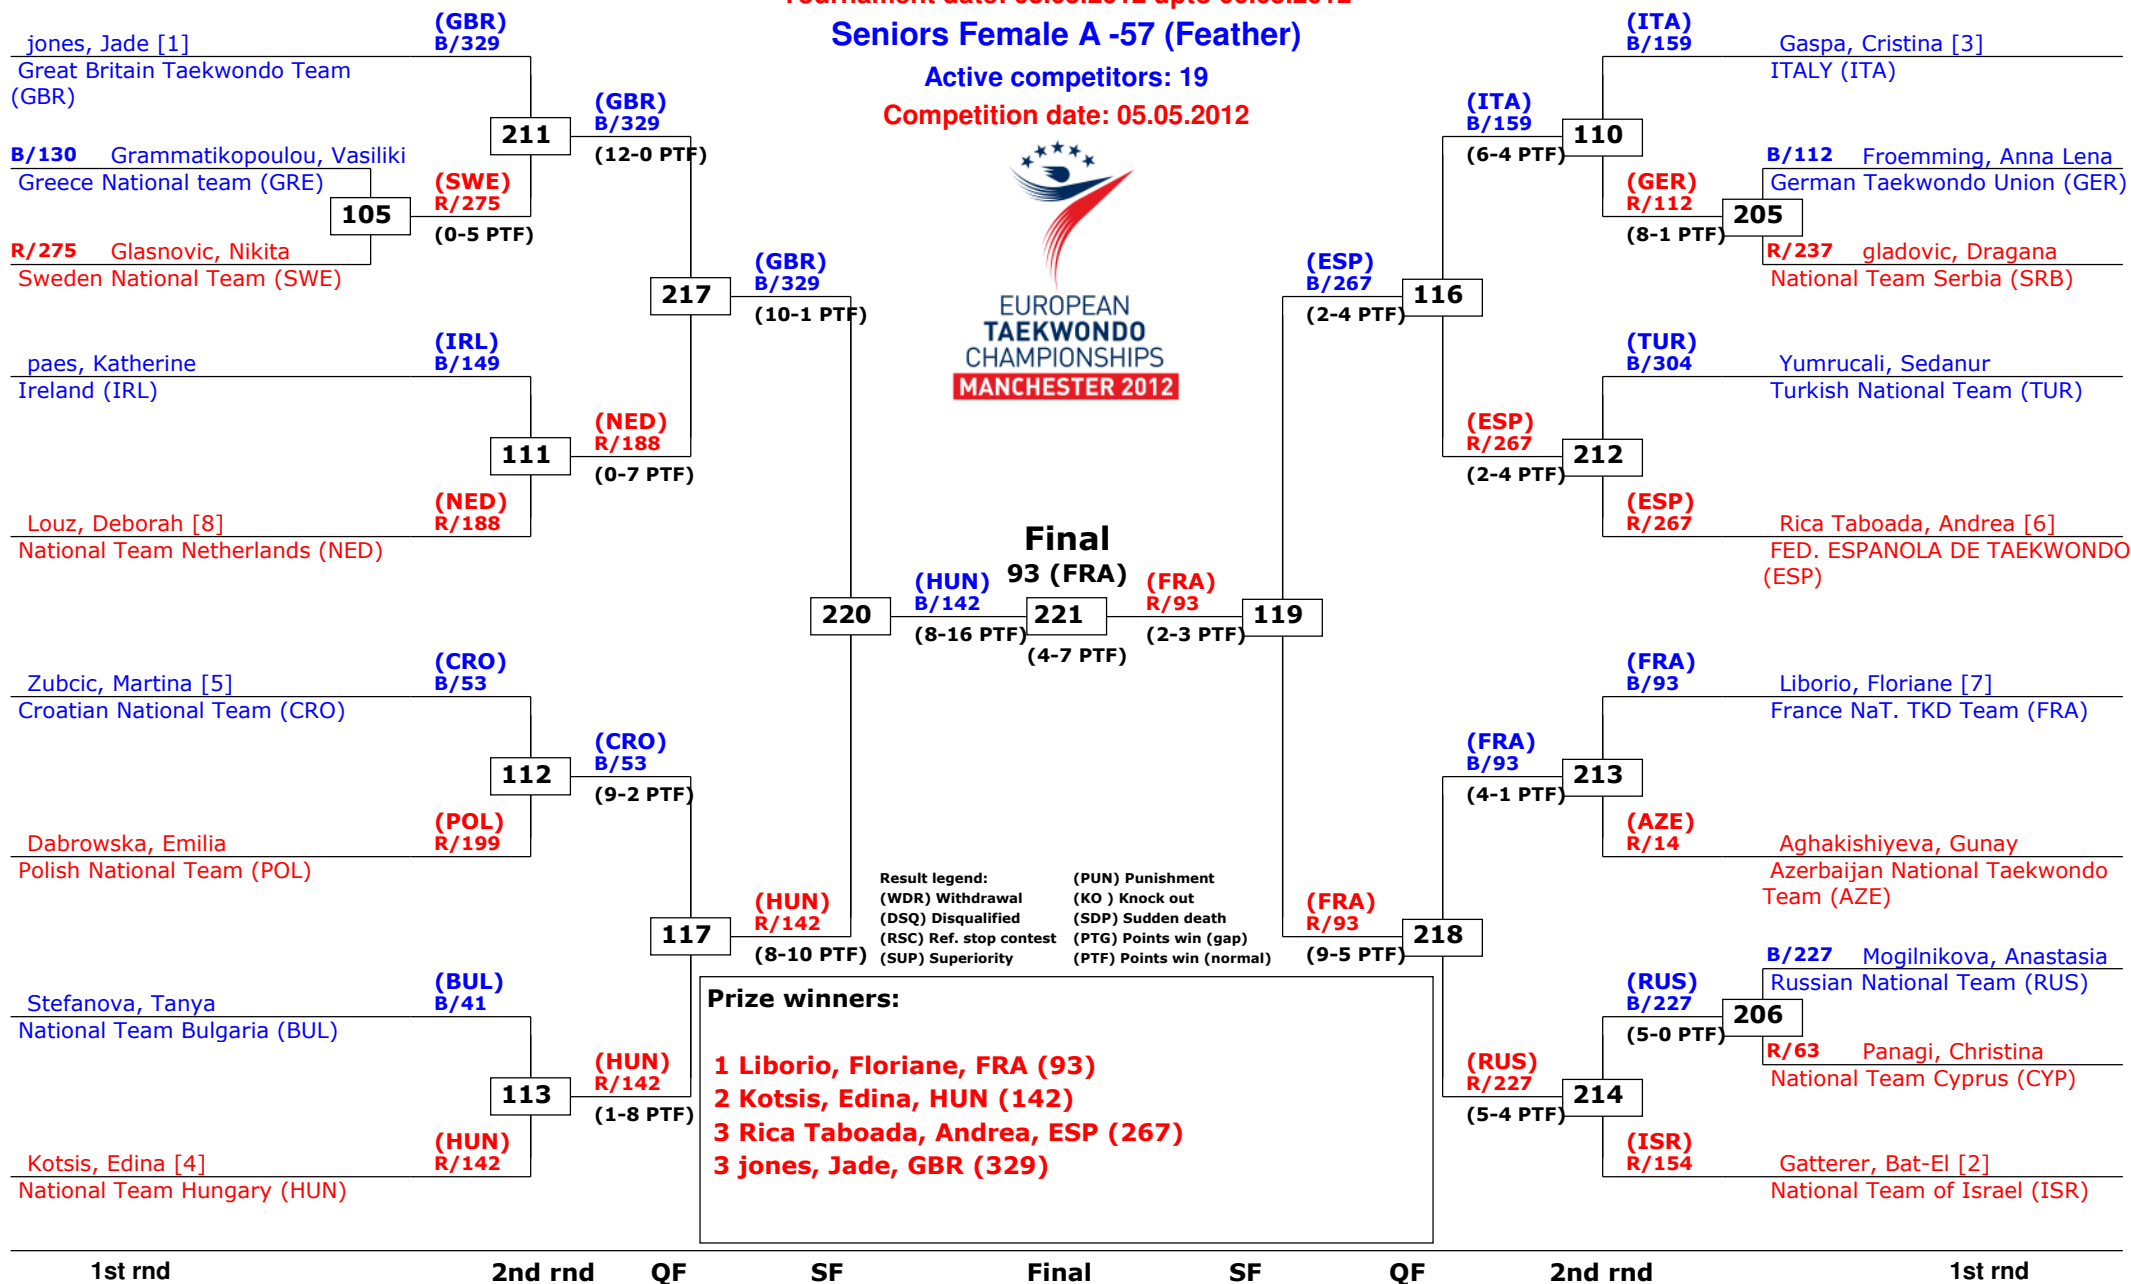 Seniors Female A -57 (Feather)
Active competitors: 19
Competition date: 05.05.2012
EUROPEAN
TAEKWONDO
CHAMPIONSHIPS
MANCHESTER 2012
jones, Jade [1]
(GBR)
B/329
Great Britain Taekwondo Team
(GBR)
211
(GBR)
B/329
(12-0 PTF)
B/130 Grammatikopoulou, Vasiliki
Greece National team (GRE)
105
(SWE)
R/275
(0-5 PTF)
R/275 Glasnovic, Nikita
Sweden National Team (SWE)
217
(GBR)
B/329
(10-1 PTF)
paes, Katherine
(IRL)
B/149
Ireland (IRL)
111
(NED)
R/188
(0-7 PTF)
Louz, Deborah [8]
(NED)
R/188
National Team Netherlands (NED)
220
(HUN)
B/142
(8-16 PTF)
Zubcic, Martina [5]
(CRO)
B/53
Croatian National Team (CRO)
112
(CRO)
B/53
(9-2 PTF)
Dabrowska, Emilia
(POL)
R/199
Polish National Team (POL)
117
(HUN)
R/142
(8-10 PTF)
Stefanova, Tanya
(BUL)
B/41
National Team Bulgaria (BUL)
113
(HUN)
R/142
(1-8 PTF)
Kotsis, Edina [4]
(HUN)
R/142
National Team Hungary (HUN)
Final
93 (FRA)
221
(4-7 PTF)
(FRA)
R/93
(2-3 PTF)
119
(ITA)
B/159
Gaspa, Cristina [3]
ITALY (ITA)
(ITA)
B/159
(6-4 PTF)
110
B/112 Froemming, Anna Lena
German Taekwondo Union (GER)
(GER)
R/112
(8-1 PTF)
205
R/237 gladovic, Dragana
National Team Serbia (SRB)
(ESP)
B/267
(2-4 PTF)
116
(TUR)
B/304
Yumrucali, Sedanur
Turkish National Team (TUR)
(ESP)
R/267
(2-4 PTF)
212
(ESP)
R/267
Rica Taboada, Andrea [6]
FED. ESPANOLA DE TAEKWONDO
(ESP)
(FRA)
B/93
Liborio, Floriane [7]
France NaT. TKD Team (FRA)
(FRA)
B/93
(4-1 PTF)
213
(AZE)
R/14
Aghakishiyeva, Gunay
Azerbaijan National Taekwondo
Team (AZE)
(FRA)
R/93
(9-5 PTF)
218
B/227 Mogilnikova, Anastasia
Russian National Team (RUS)
(RUS)
B/227
(5-0 PTF)
206
R/63 Panagi, Christina
National Team Cyprus (CYP)
(RUS)
R/227
(5-4 PTF)
214
(ISR)
R/154
Gatterer, Bat-El [2]
National Team of Israel (ISR)
Result legend: (PUN) Punishment
(WDR) Withdrawal (KO ) Knock out
(DSQ) Disqualified (SDP) Sudden death
(RSC) Ref. stop contest (PTG) Points win (gap)
(SUP) Superiority (PTF) Points win (normal)
Prize winners:
1 Liborio, Floriane, FRA (93)
2 Kotsis, Edina, HUN (142)
3 Rica Taboada, Andrea, ESP (267)
3 jones, Jade, GBR (329)
1st rnd 2nd rnd QF SF Final SF QF 2nd rnd 1st rnd